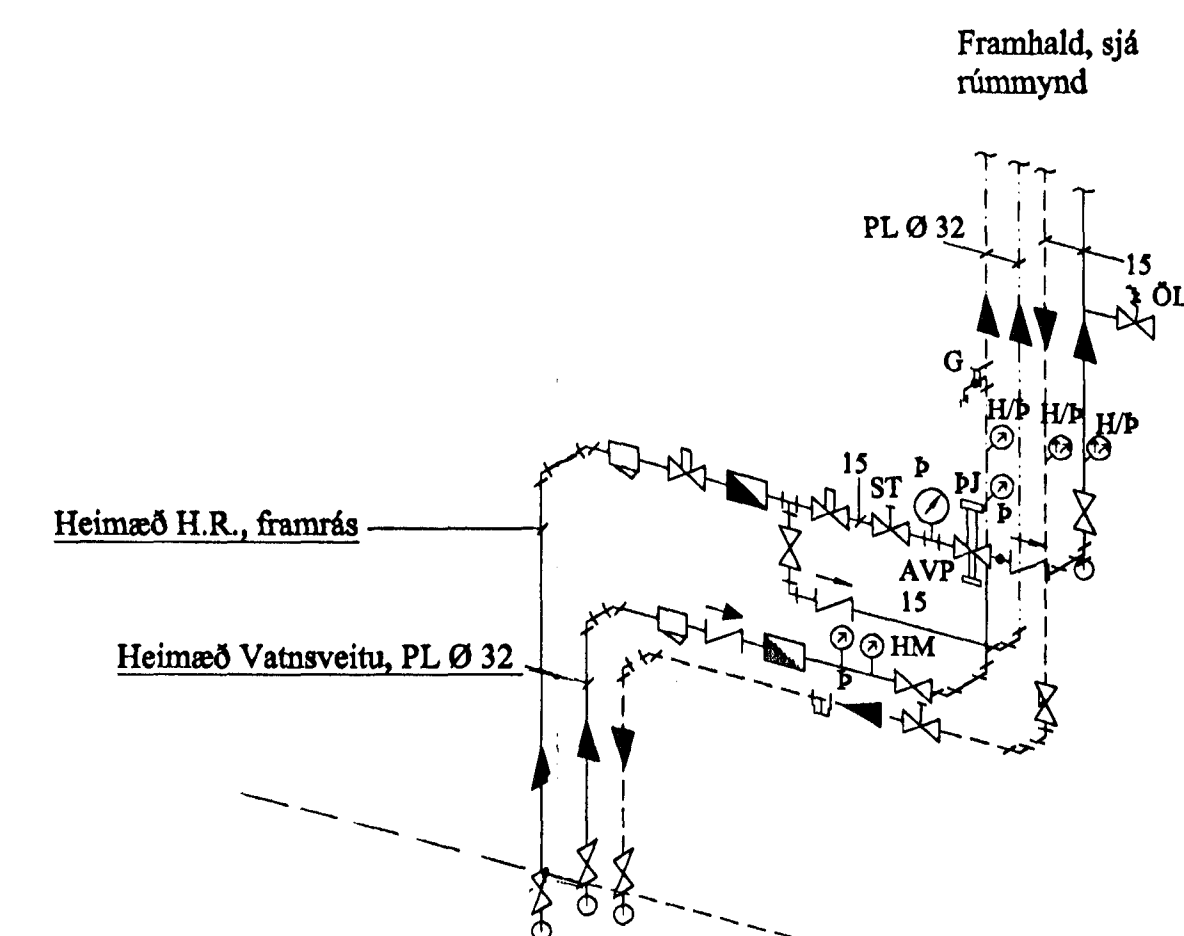 Framhald, sjá
rúmmynd
PL Ø 32
15
ÖL
G
H/Þ
H/Þ
H/Þ
15
ST
Þ
ÞJ
Þ
Heimæð H.R., framrás
AVP
15
HM
Þ
Heimæð Vatnsveitu, PL Ø 32